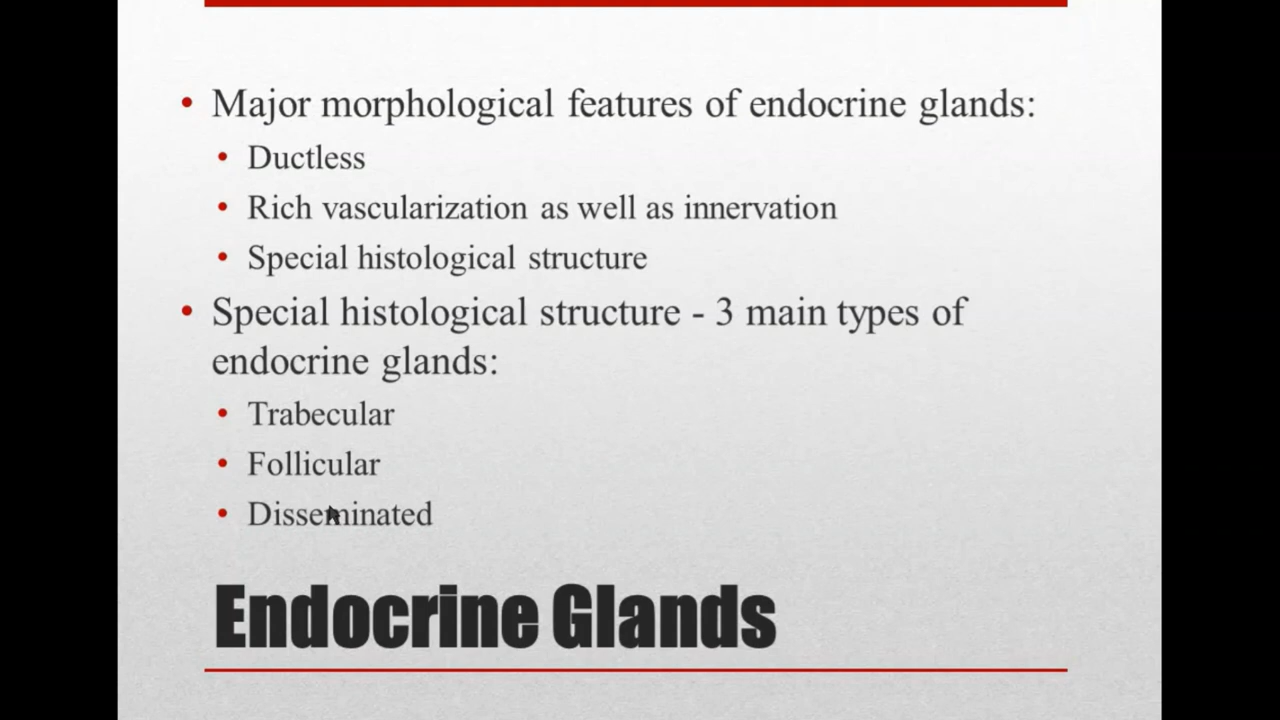 • Major morphological features of endocrine glands:
• Ductless
• Rich vascularization as well as innervation
• Special histological structure
• Special histological structure - 3 main types of
endocrine glands:
• Trabecular
• Follicular
• Disseminated
Endocrine Glands